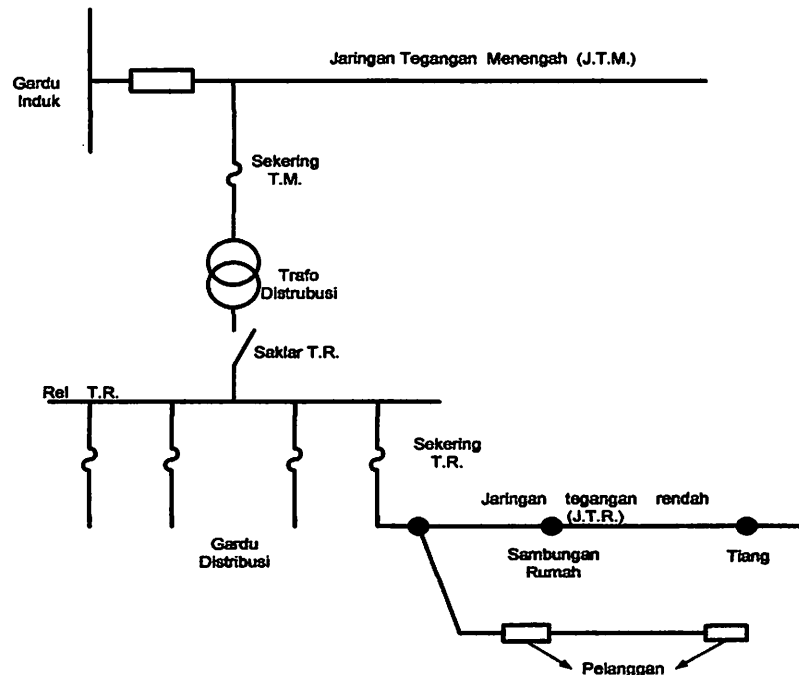 Jaringan Tegangan Menengah (J.T.M.)
Gardu
Induk
Sekering
T.M.
Trafo
Distrubusi
Saklar T.R.
Rel T.R.
Sekering
T.R.
Jaringan tegangan rendah
(J.T.R.)
Gardu
Distribusi
Sambungan
Rumah
Tiang
Pelanggan